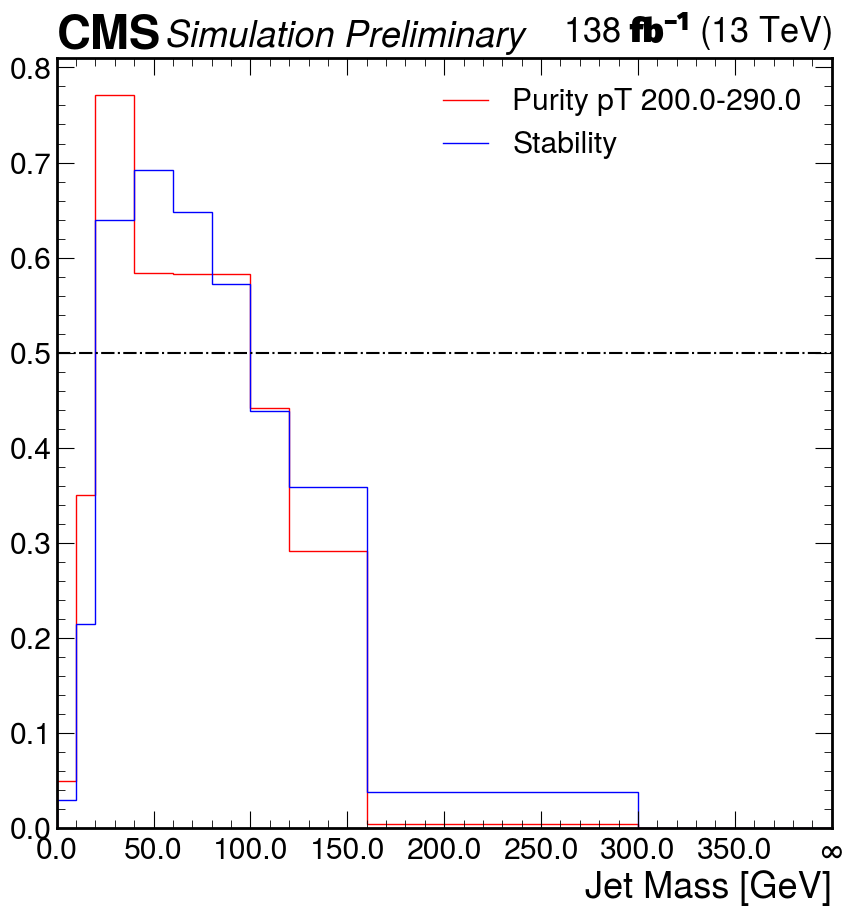 CMS Simulation Preliminary 138 fb⁻¹ (13 TeV)
0.8
Purity pT 200.0-290.0
Stability
0.7
0.6
0.5
0.4
0.3
0.2
0.1
0.0
0.0 50.0 100.0 150.0 200.0 250.0 300.0 350.0 ∞
Jet Mass [GeV]